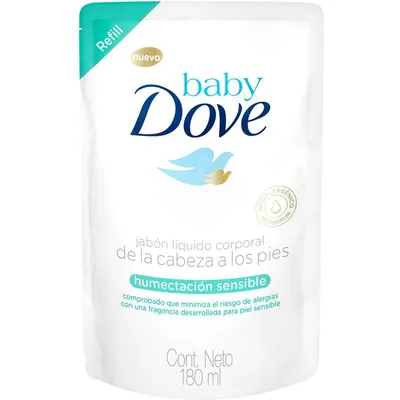 Refill
nuevo
baby
Dove
HIPOALERGÉNICO
jabón líquido corporal
de la cabeza a los pies
humectación sensible
comprobado que minimiza el riesgo de alergias
con una fragancia desarrollada para piel sensible
Cont. Neto
180 ml